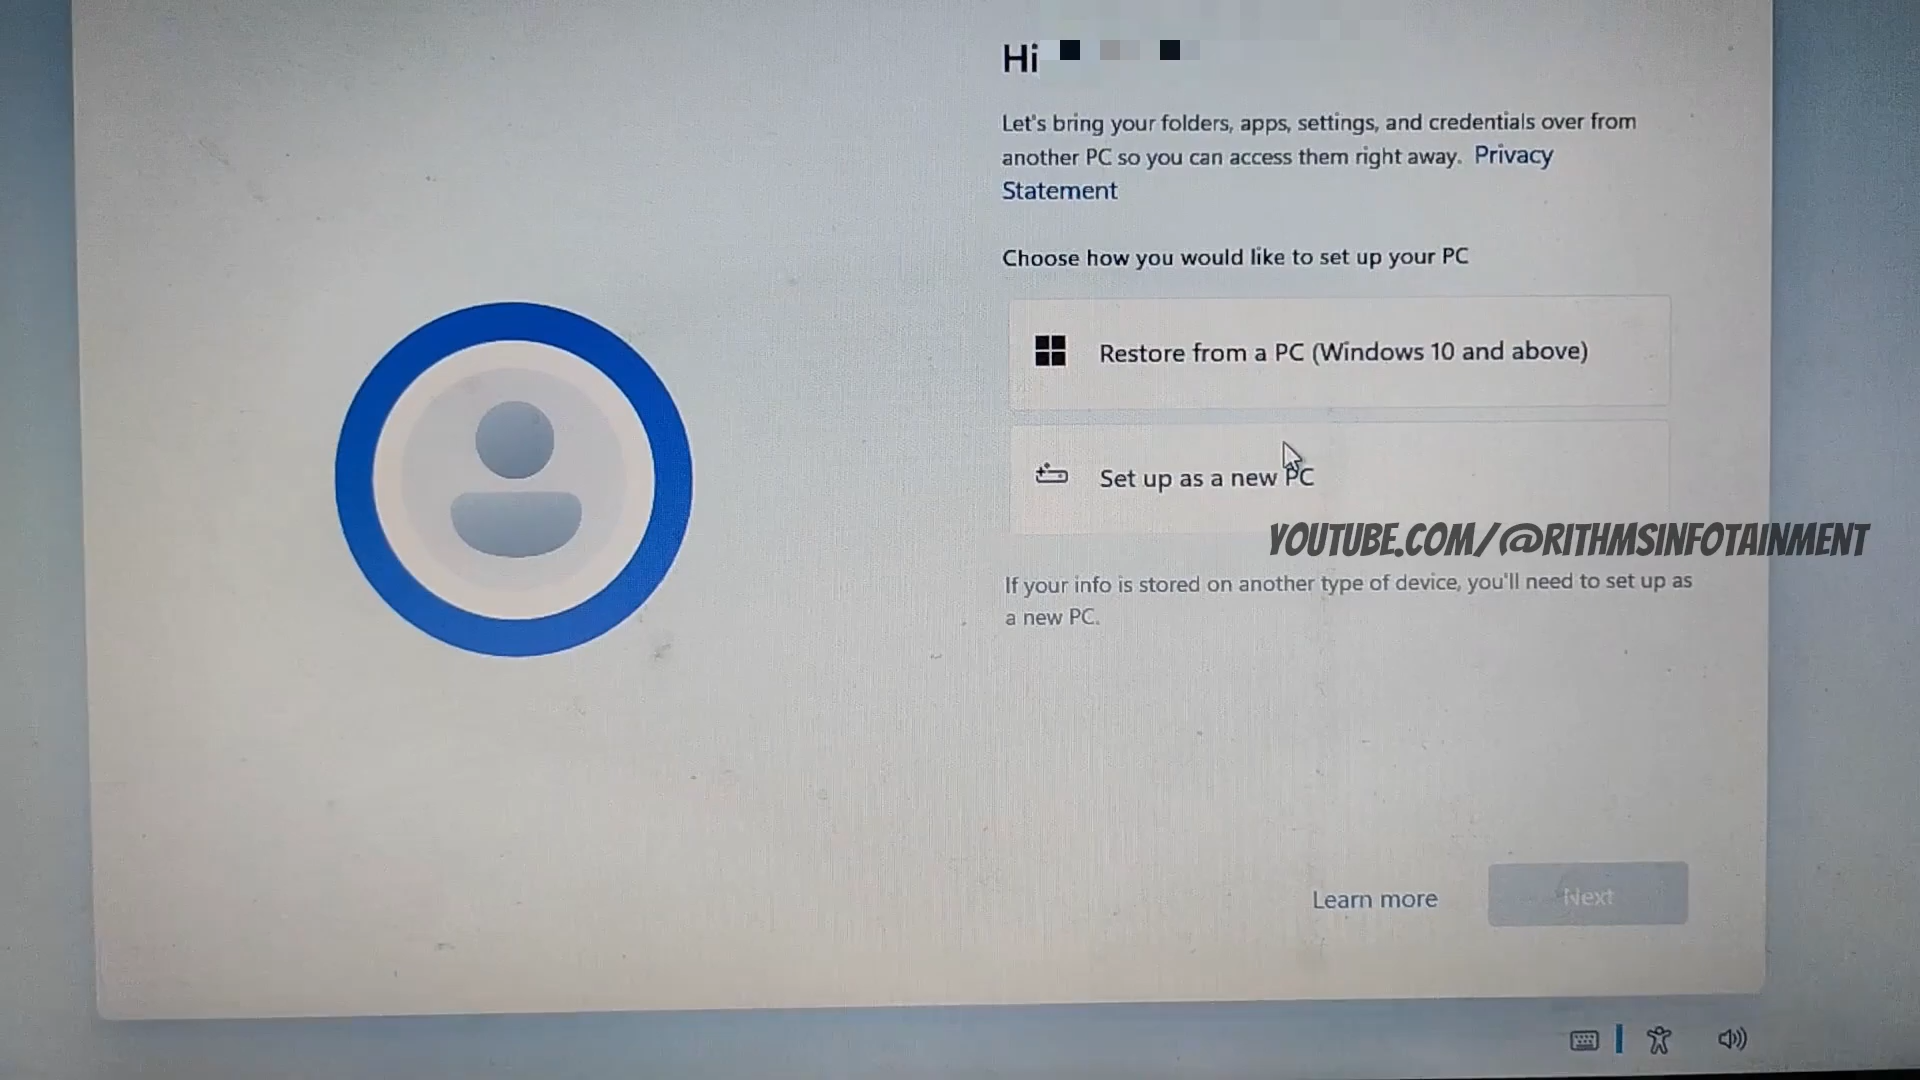 Hi
Let's bring your folders, apps, settings, and credentials over from
another PC so you can access them right away. Privacy
Statement
Choose how you would like to set up your PC
Restore from a PC (Windows 10 and above)
Set up as a new PC
YOUTUBE.COM/@RITHMSINFOTAINMENT
If your info is stored on another type of device, you'll need to set up as
a new PC.
Learn more
Next